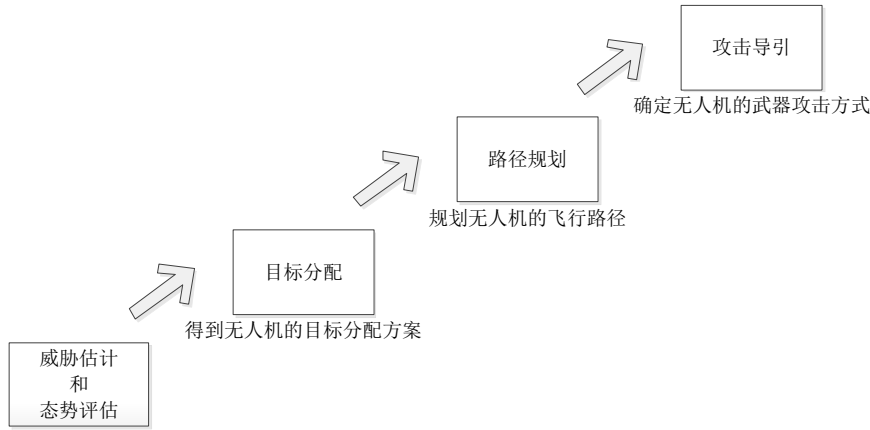 攻击导引
确定无人机的武器攻击方式
路径规划
规划无人机的飞行路径
目标分配
得到无人机的目标分配方案
威胁估计
和
态势评估